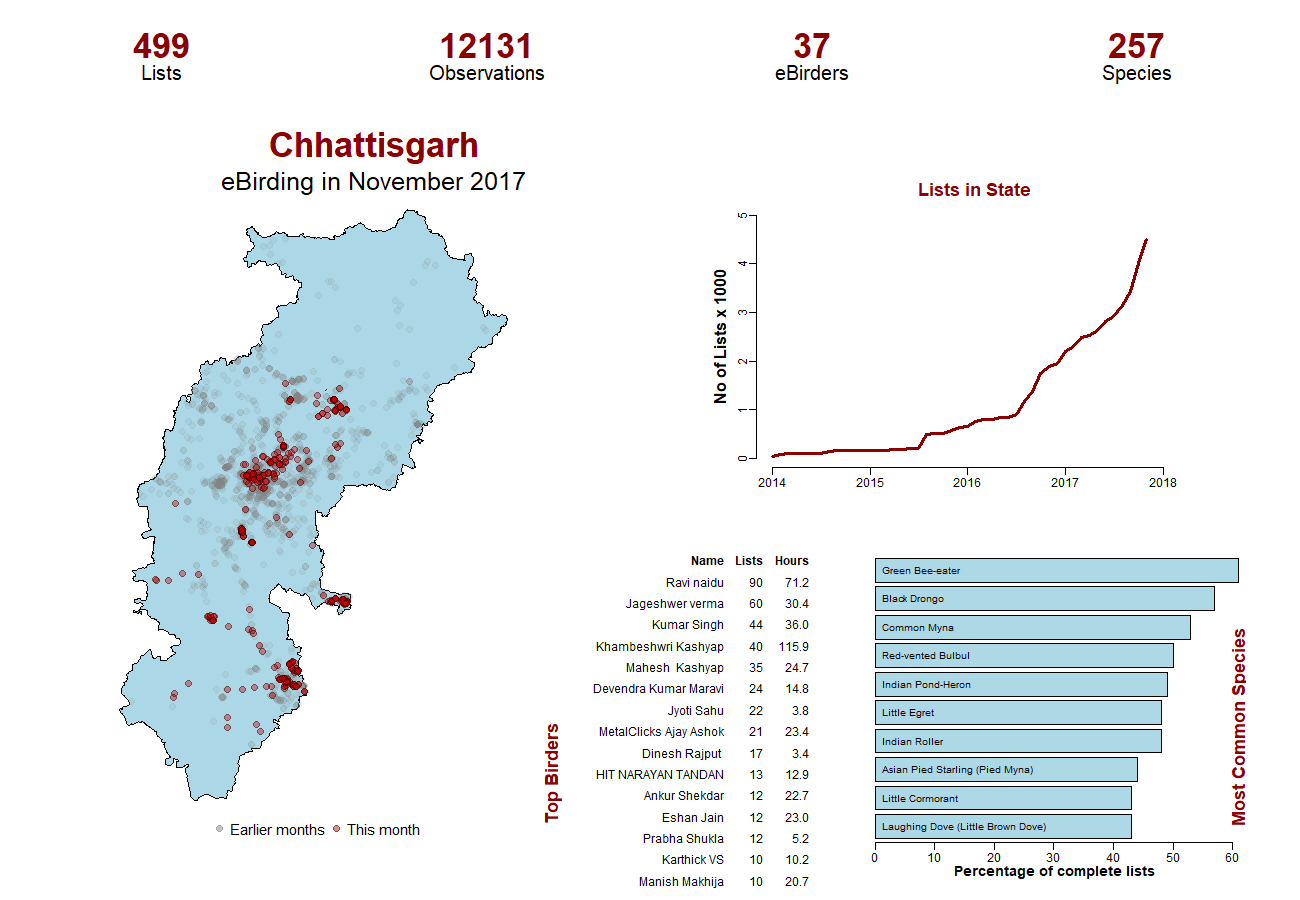 499 12131 37 257
Lists Observations eBirders Species
Chhattisgarh
eBirding in November 2017
Earlier months This month
Lists in State
No of Lists x 1000
5
4
3
2
1
0
2014 2015 2016 2017 2018
Top Birders
Name Lists Hours
Ravi naidu 90 71.2
Jageshwer verma 60 30.4
Kumar Singh 44 36.0
Khambeshwri Kashyap 40 115.9
Mahesh Kashyap 35 24.7
Devendra Kumar Maravi 24 14.8
Jyoti Sahu 22 3.8
MetalClicks Ajay Ashok 21 23.4
Dinesh Rajput 17 3.4
HIT NARAYAN TANDAN 13 12.9
Ankur Shekdar 12 22.7
Eshan Jain 12 23.0
Prabha Shukla 12 5.2
Karthick VS 10 10.2
Manish Makhija 10 20.7
Green Bee-eater
Black Drongo
Common Myna
Red-vented Bulbul
Indian Pond-Heron
Little Egret
Indian Roller
Asian Pied Starling (Pied Myna)
Little Cormorant
Laughing Dove (Little Brown Dove)
0 10 20 30 40 50 60
Percentage of complete lists
Most Common Species